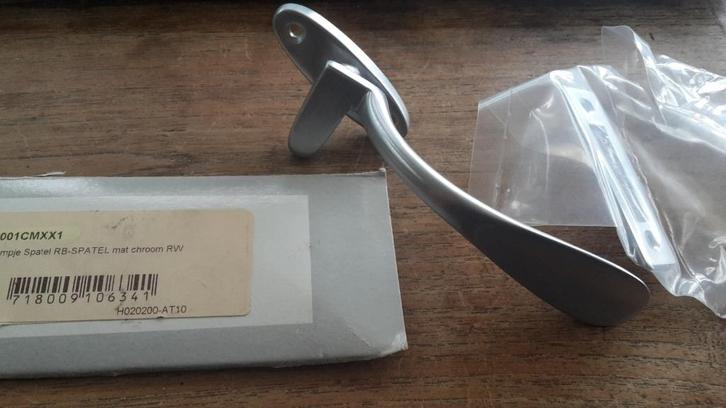 001CMXX1
mpje Spatel RB-SPATEL mat chroom RW
718009106341
H020200-AT10